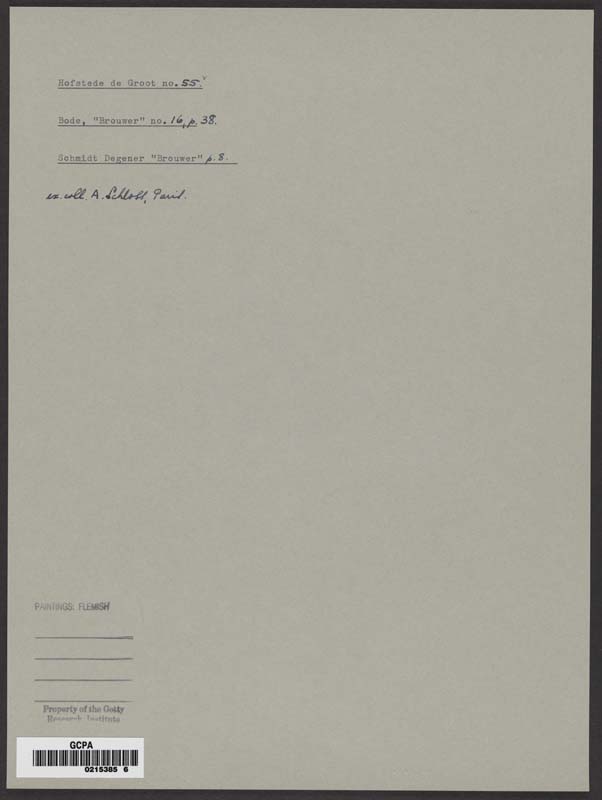 Hofstede de Groot no. 55.
Bode, "Brouwer" no. 16, p. 38.
Schmidt Degener "Brouwer" p. 8.
ex. coll. A. Schloss, Paris.
PAINTINGS: FLEMISH
Property of the Getty
Research Institute
GCPA
0215385 6